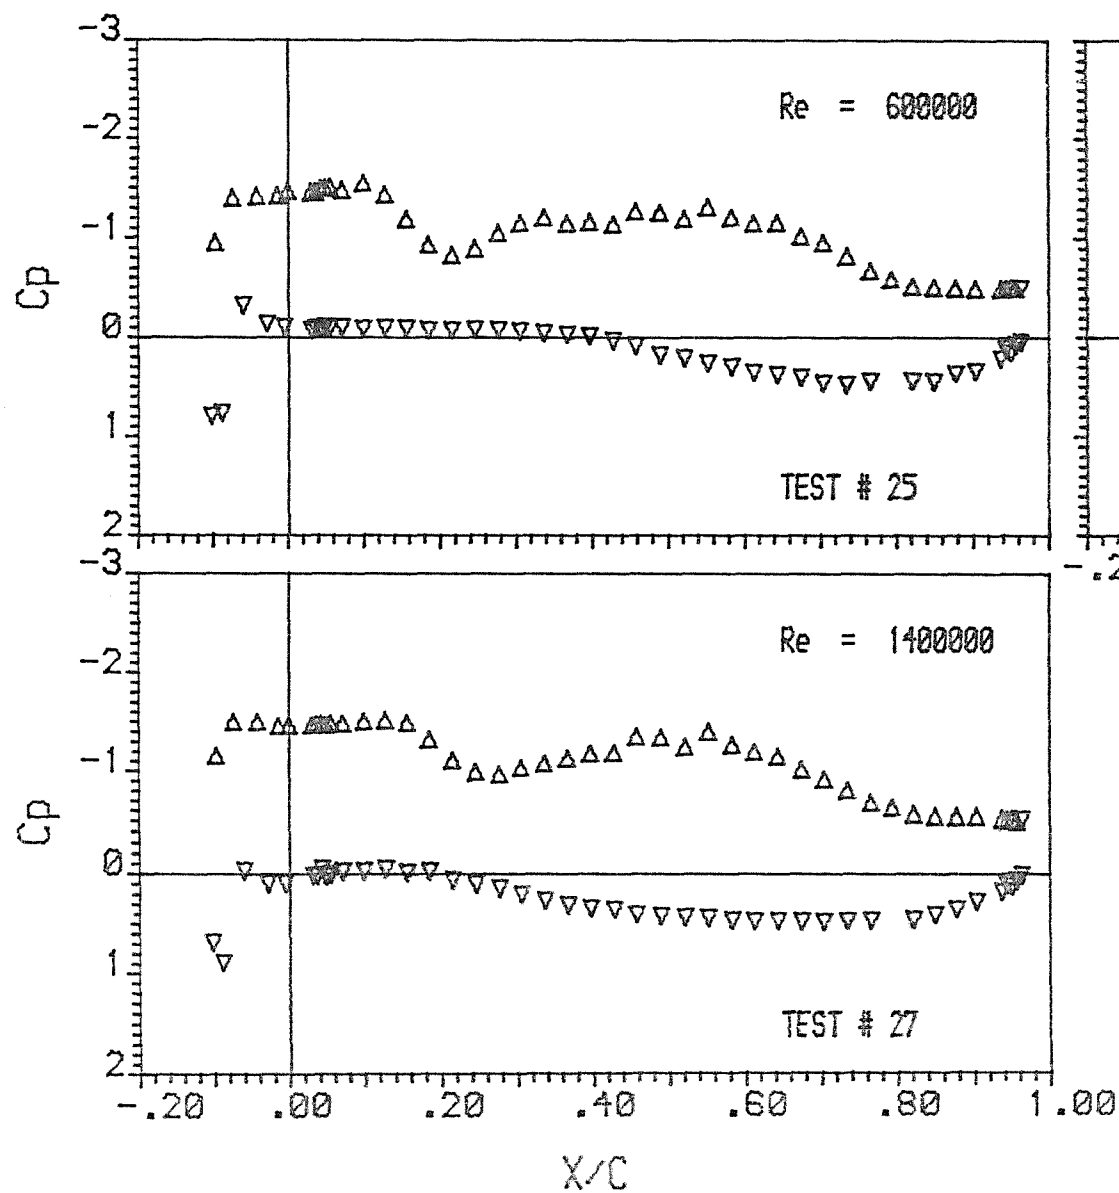 -3
Re = 600000
-2
-1
Cp
0
1
TEST # 25
2
-3
-.2
Re = 1400000
-2
-1
Cp
0
1
TEST # 27
2
-.20 .00 .20 .40 .60 .80 1.00
X/C